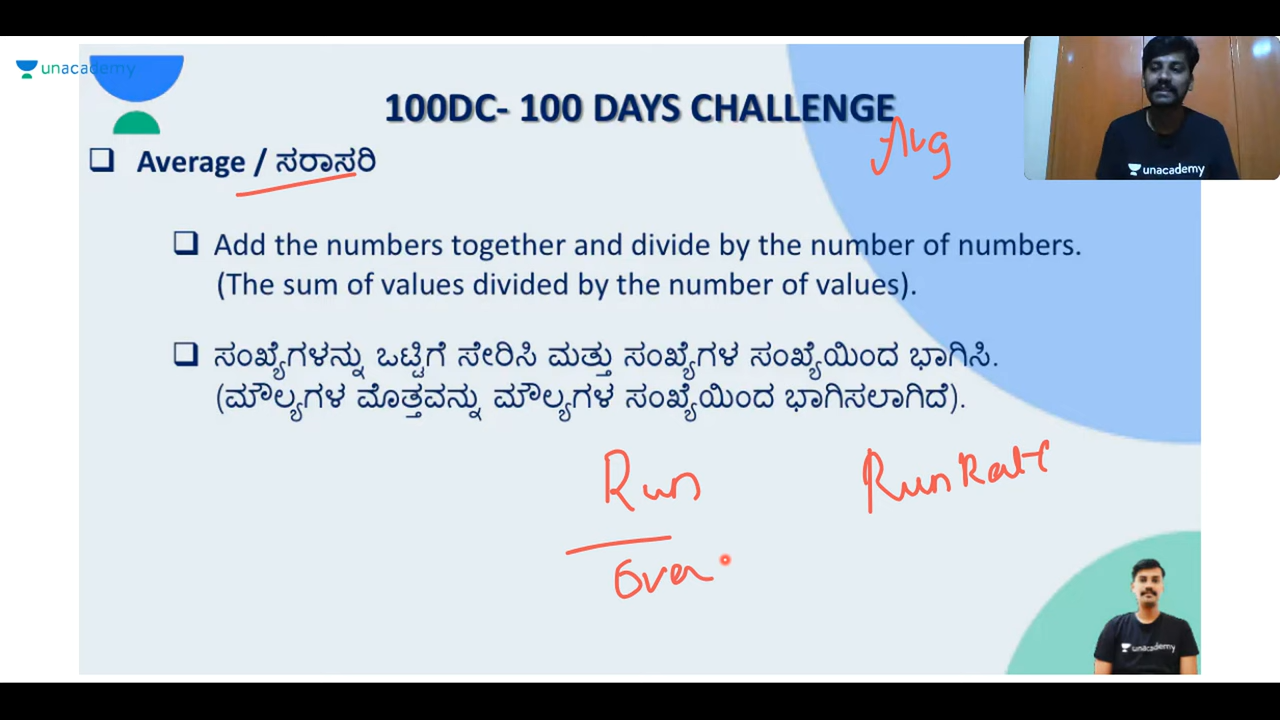 unacademy
100DC- 100 DAYS CHALLENGE
Avg
unacademy
Average / ಸರಾಸರಿ
Add the numbers together and divide by the number of numbers.
(The sum of values divided by the number of values).
ಸಂಖ್ಯೆಗಳನ್ನು ಒಟ್ಟಿಗೆ ಸೇರಿಸಿ ಮತ್ತು ಸಂಖ್ಯೆಗಳ ಸಂಖ್ಯೆಯಿಂದ ಭಾಗಿಸಿ.
(ಮೌಲ್ಯಗಳ ಮೊತ್ತವನ್ನು ಮೌಲ್ಯಗಳ ಸಂಖ್ಯೆಯಿಂದ ಭಾಗಿಸಲಾಗಿದೆ).
Run
RunRate
Over
unacademy